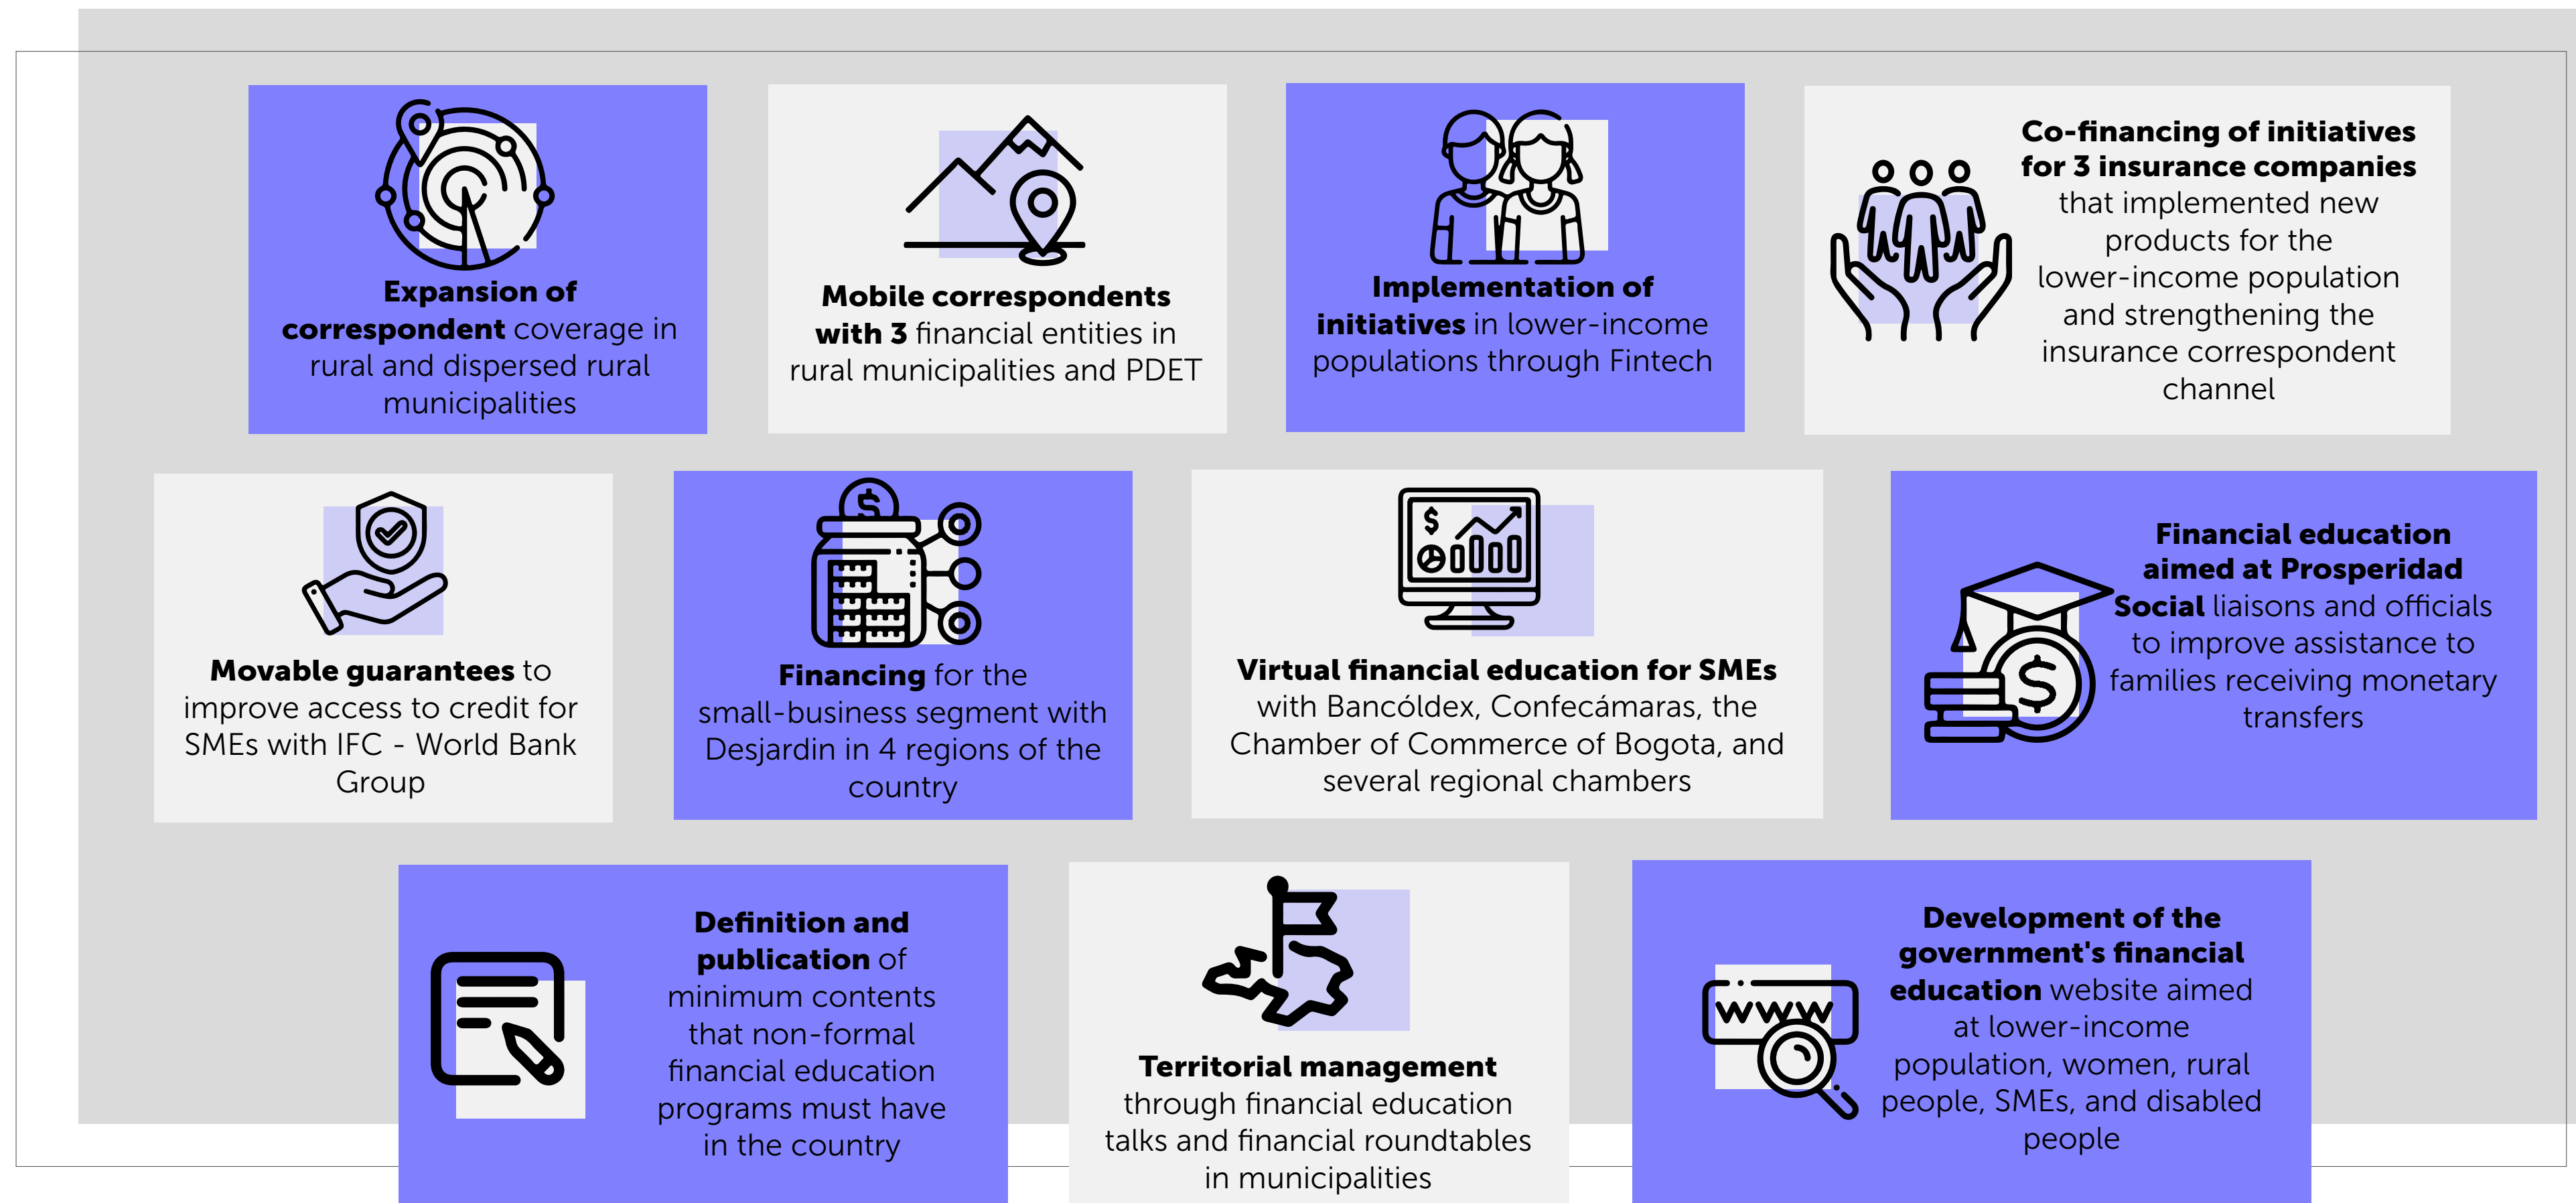 Expansion of
correspondent coverage in
rural and dispersed rural
municipalities
Mobile correspondents
with 3 financial entities in
rural municipalities and PDET
Implementation of
initiatives in lower-income
populations through Fintech
Co-financing of initiatives
for 3 insurance companies
that implemented new
products for the
lower-income population
and strengthening the
insurance correspondent
channel
Movable guarantees to
improve access to credit for
SMEs with IFC - World Bank
Group
$
Financing for the
small-business segment with
Desjardin in 4 regions of the
country
$
Virtual financial education for SMEs
with Bancóldex, Confecámaras, the
Chamber of Commerce of Bogota, and
several regional chambers
$
Financial education
aimed at Prosperidad
Social liaisons and officials
to improve assistance to
families receiving monetary
transfers
Definition and
publication of
minimum contents
that non-formal
financial education
programs must have
in the country
Territorial management
through financial education
talks and financial roundtables
in municipalities
www
Development of the
government's financial
education website aimed
at lower-income
population, women, rural
people, SMEs, and disabled
people